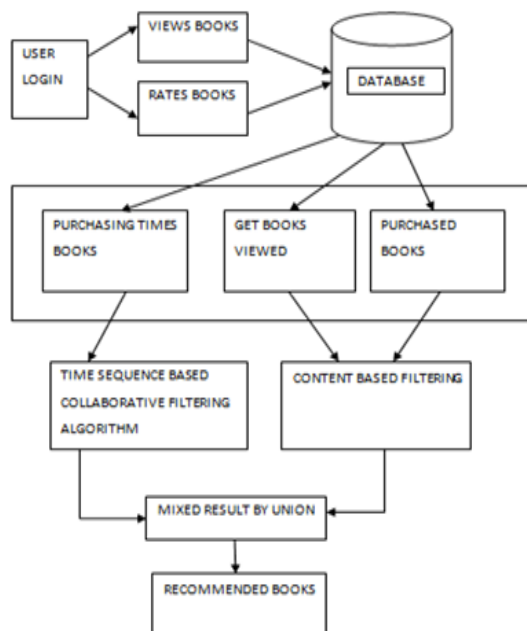 VIEWS BOOKS
USER
LOGIN
RATES BOOKS
DATABASE
PURCHASING TIMES
BOOKS
GET BOOKS
VIEWED
PURCHASED
BOOKS
TIME SEQUENCE BASED
COLLABORATIVE FILTERING
ALGORITHM
CONTENT BASED FILTERING
MIXED RESULT BY UNION
RECOMMENDED BOOKS